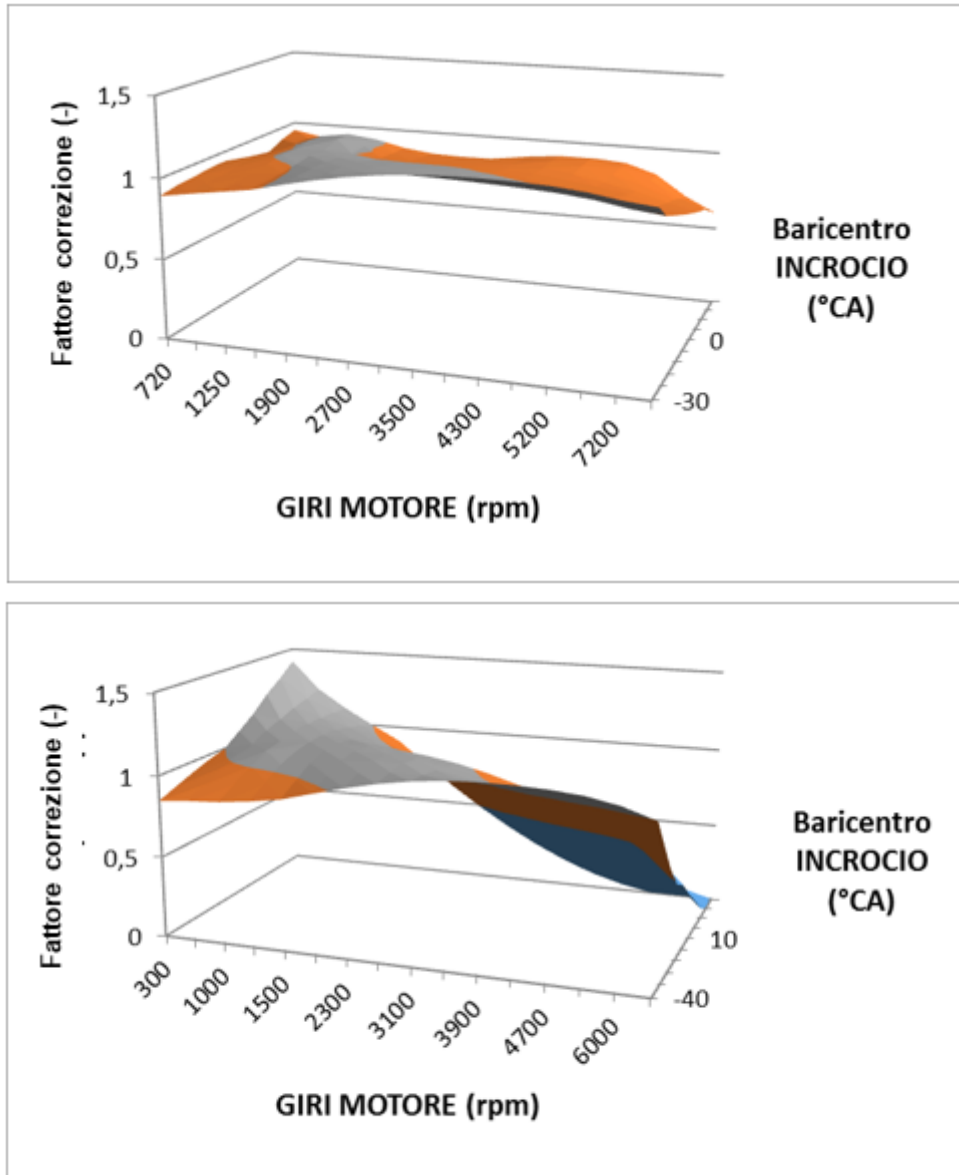 Fattore correzione (-)
1,5
1
0,5
0
720
1250
1900
2700
3500
4300
5200
7200
GIRI MOTORE (rpm)
0
-30
Baricentro
INCROCIO
(°CA)
Fattore correzione (-)
1,5
1
0,5
0
300
1000
1500
2300
3100
3900
4700
6000
GIRI MOTORE (rpm)
10
-40
Baricentro
INCROCIO
(°CA)